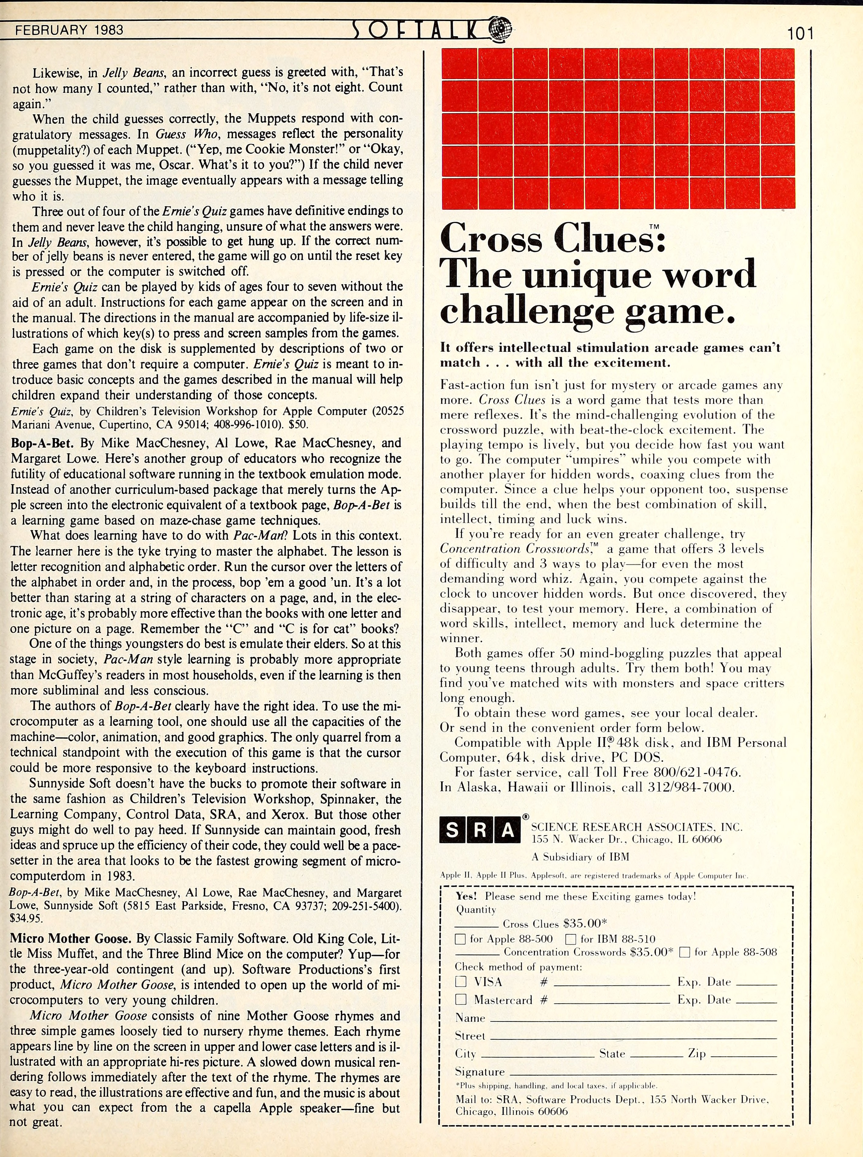 FEBRUARY 1983
SOFTALK
101
Likewise, in Jelly Beans, an incorrect guess is greeted with, “That’s
not how many I counted,” rather than with, “No, it’s not eight. Count
again.”
When the child guesses correctly, the Muppets respond with con-
gratulatory messages. In Guess Who, messages reflect the personality
(muppetality?) of each Muppet. (“Yep, me Cookie Monster!” or “Okay,
so you guessed it was me, Oscar. What’s it to you?”) If the child never
guesses the Muppet, the image eventually appears with a message telling
who it is.
Three out of four of the Ernie’s Quiz games have definitive endings to
them and never leave the child hanging, unsure of what the answers were.
In Jelly Beans, however, it’s possible to get hung up. If the correct num-
ber of jelly beans is never entered, the game will go on until the reset key
is pressed or the computer is switched off.
Ernie’s Quiz can be played by kids of ages four to seven without the
aid of an adult. Instructions for each game appear on the screen and in
the manual. The directions in the manual are accompanied by life-size il-
lustrations of which key(s) to press and screen samples from the games.
Each game on the disk is supplemented by descriptions of two or
three games that don’t require a computer. Ernie’s Quiz is meant to in-
troduce basic concepts and the games described in the manual will help
children expand their understanding of those concepts.
Ernie’s Quiz, by Children’s Television Workshop for Apple Computer (20525
Mariani Avenue, Cupertino, CA 95014; 408-996-1010). $50.
Bop-A-Bet. By Mike MacChesney, Al Lowe, Rae MacChesney, and
Margaret Lowe. Here’s another group of educators who recognize the
futility of educational software running in the textbook emulation mode.
Instead of another curriculum-based package that merely turns the Ap-
ple screen into the electronic equivalent of a textbook page, Bop-A-Bet is
a learning game based on maze-chase game techniques.
What does learning have to do with Pac-Man? Lots in this context.
The learner here is the tyke trying to master the alphabet. The lesson is
letter recognition and alphabetic order. Run the cursor over the letters of
the alphabet in order and, in the process, bop ’em a good ’un. It’s a lot
better than staring at a string of characters on a page, and, in the elec-
tronic age, it’s probably more effective than the books with one letter and
one picture on a page. Remember the “C” and “C is for cat” books?
One of the things youngsters do best is emulate their elders. So at this
stage in society, Pac-Man style learning is probably more appropriate
than McGuffey’s readers in most households, even if the learning is then
more subliminal and less conscious.
The authors of Bop-A-Bet clearly have the right idea. To use the mi-
crocomputer as a learning tool, one should use all the capacities of the
machine—color, animation, and good graphics. The only quarrel from a
technical standpoint with the execution of this game is that the cursor
could be more responsive to the keyboard instructions.
Sunnyside Soft doesn’t have the bucks to promote their software in
the same fashion as Children’s Television Workshop, Spinnaker, the
Learning Company, Control Data, SRA, and Xerox. But those other
guys might do well to pay heed. If Sunnyside can maintain good, fresh
ideas and spruce up the efficiency of their code, they could well be a pace-
setter in the area that looks to be the fastest growing segment of micro-
computerdom in 1983.
Bop-A-Bet, by Mike MacChesney, Al Lowe, Rae MacChesney, and Margaret
Lowe, Sunnyside Soft (5815 East Parkside, Fresno, CA 93737; 209-251-5400).
$34.95.
Micro Mother Goose. By Classic Family Software. Old King Cole, Lit-
tle Miss Muffet, and the Three Blind Mice on the computer? Yup—for
the three-year-old contingent (and up). Software Productions’s first
product, Micro Mother Goose, is intended to open up the world of mi-
crocomputers to very young children.
Micro Mother Goose consists of nine Mother Goose rhymes and
three simple games loosely tied to nursery rhyme themes. Each rhyme
appears line by line on the screen in upper and lower case letters and is il-
lustrated with an appropriate hi-res picture. A slowed down musical ren-
dering follows immediately after the text of the rhyme. The rhymes are
easy to read, the illustrations are effective and fun, and the music is about
what you can expect from the a capella Apple speaker—fine but
not great.
Cross Clues™:
The unique word
challenge game.
It offers intellectual stimulation arcade games can’t
match . . . with all the excitement.
Fast-action fun isn’t just for mystery or arcade games any
more. Cross Clues is a word game that tests more than
mere reflexes. It’s the mind-challenging evolution of the
crossword puzzle, with beat-the-clock excitement. The
playing tempo is lively, but you decide how fast you want
to go. The computer “umpires” while you compete with
another player for hidden words, coaxing clues from the
computer. Since a clue helps your opponent too, suspense
builds till the end, when the best combination of skill,
intellect, timing and luck wins.
If you’re ready for an even greater challenge, try
Concentration Crosswords,™ a game that offers 3 levels
of difficulty and 3 ways to play—for even the most
demanding word whiz. Again, you compete against the
clock to uncover hidden words. But once discovered, they
disappear, to test your memory. Here, a combination of
word skills, intellect, memory and luck determine the
winner.
Both games offer 50 mind-boggling puzzles that appeal
to young teens through adults. Try them both! You may
find you’ve matched wits with monsters and space critters
long enough.
To obtain these word games, see your local dealer.
Or send in the convenient order form below.
Compatible with Apple II,® 48k disk, and IBM Personal
Computer, 64k, disk drive, PC DOS.
For faster service, call Toll Free 800/621-0476.
In Alaska, Hawaii or Illinois, call 312/984-7000.
SRA®
SCIENCE RESEARCH ASSOCIATES, INC.
155 N. Wacker Dr., Chicago, IL 60606
A Subsidiary of IBM
Apple II, Apple II Plus, Applesoft, are registered trademarks of Apple Computer Inc.
Yes! Please send me these Exciting games today!
Quantity
Cross Clues $35.00*
for Apple 88-500 for IBM 88-510
Concentration Crosswords $35.00* for Apple 88-508
Check method of payment:
VISA # Exp. Date
Mastercard # Exp. Date
Name
Street
City State Zip
Signature
*Plus shipping, handling, and local taxes, if applicable.
Mail to: SRA, Software Products Dept., 155 North Wacker Drive,
Chicago, Illinois 60606